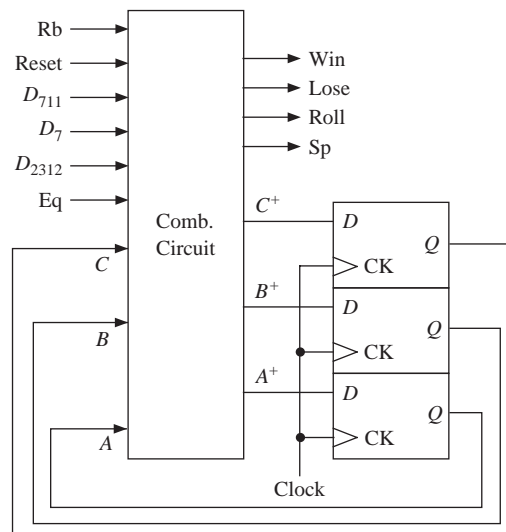 Rb
Reset
D₇₁₁
D₇
D₂₃₁₂
Eq
C
B
A
Comb.
Circuit
Win
Lose
Roll
Sp
C⁺
B⁺
A⁺
D
Q
CK
D
Q
CK
D
Q
CK
Clock